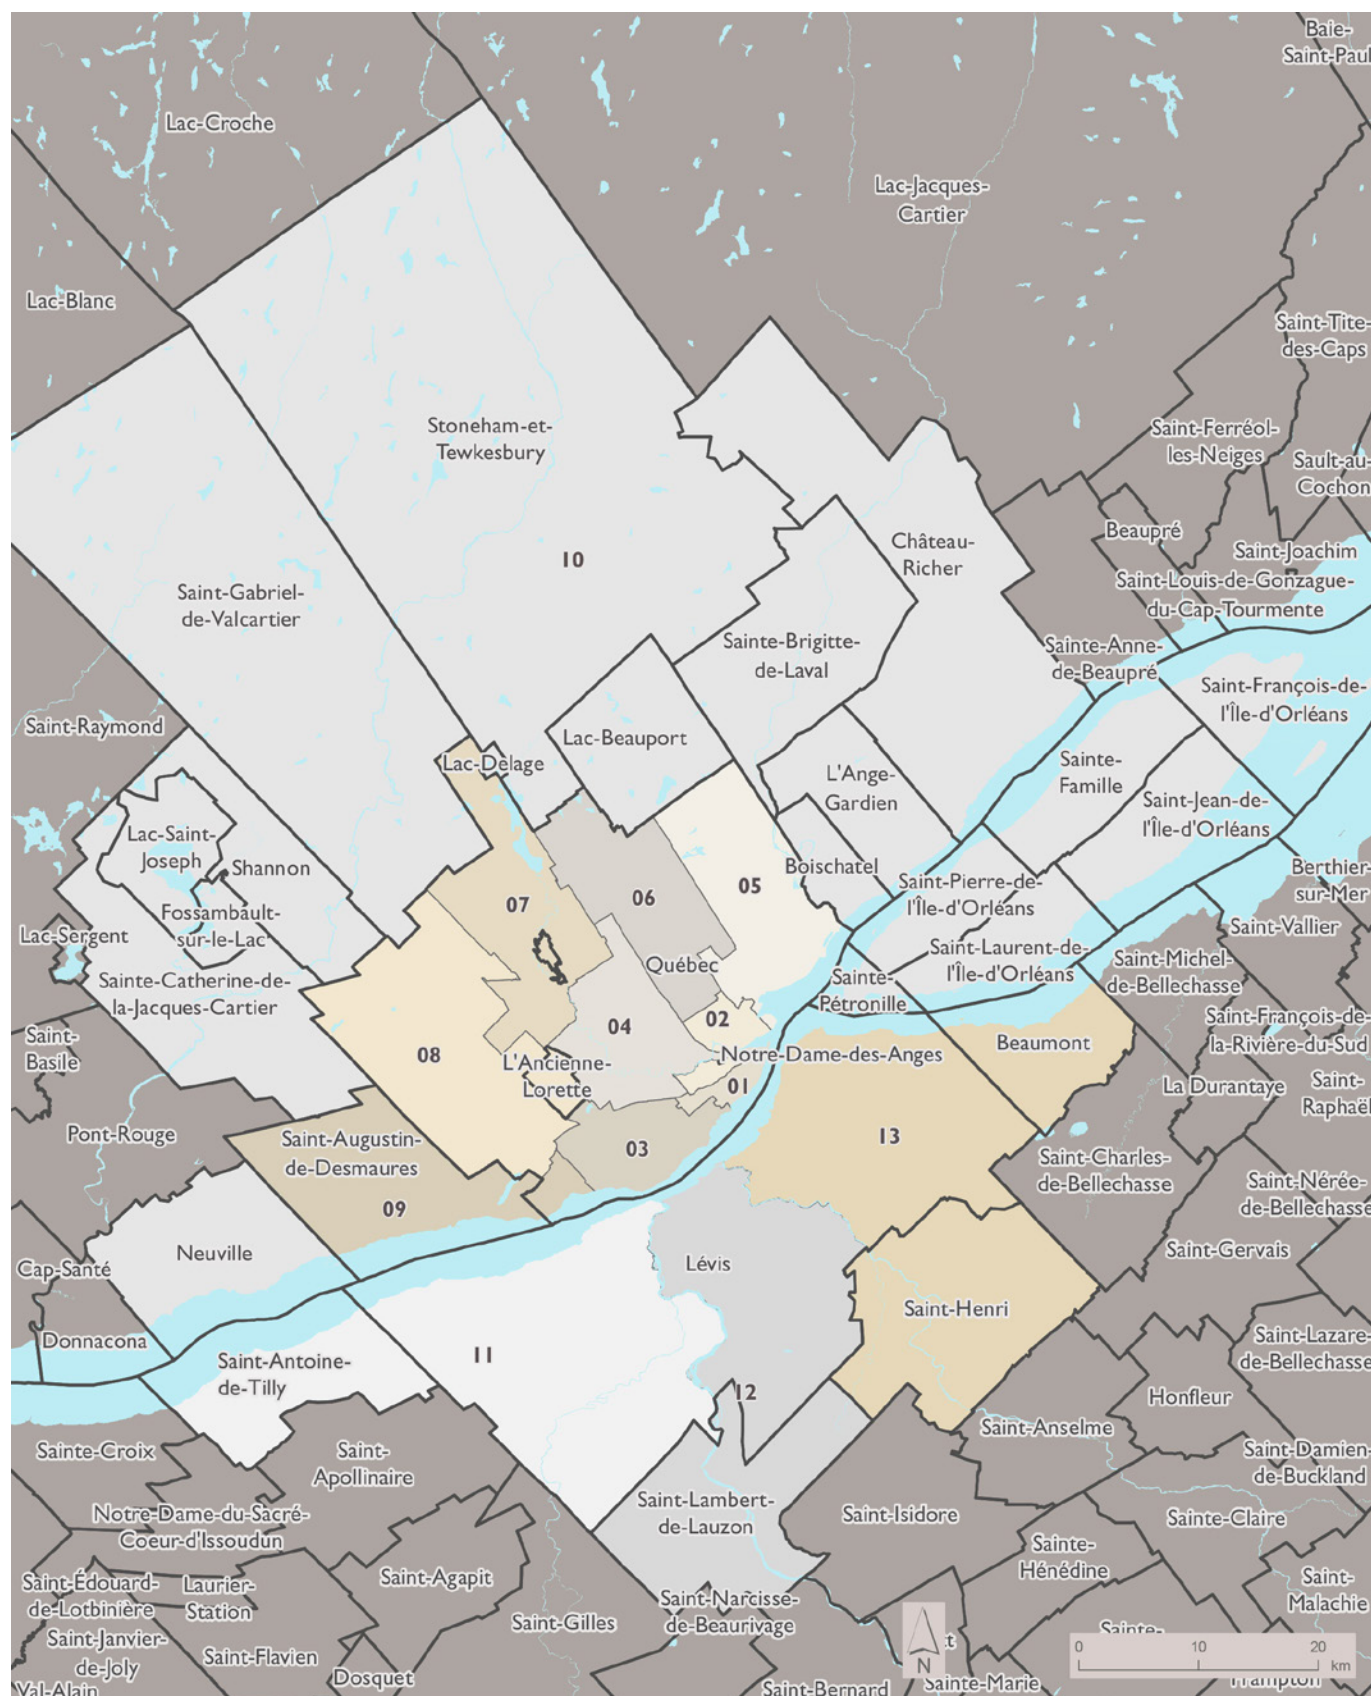 Baie-
Saint-Paul
Lac-Croche
Lac-Jacques-
Cartier
Lac-Blanc
Saint-Tite-
des-Caps
Stoneham-et-
Tewkesbury
Saint-Ferréol-
les-Neiges
Sault-au-
Cochon
Beaupré
Château-
Richer
Saint-Joachim
10
Saint-Louis-de-Gonzague-
du-Cap-Tourmente
Saint-Gabriel-
de-Valcartier
Sainte-Brigitte-
de-Laval
Sainte-Anne-
de-Beaupré
Saint-François-de-
l'Île-d'Orléans
Saint-Raymond
Lac-Beauport
Lac-Delage
Sainte-
Famille
L'Ange-
Gardien
Saint-Jean-de-
l'Île-d'Orléans
Lac-Saint-
Joseph
Shannon
Boischatel
Berthier-
sur-Mer
05
06
07
Saint-Pierre-de-
l'Île-d'Orléans
Fossambault-
sur-le-Lac
Saint-Vallier
Lac-Sergent
Saint-Laurent-de-
l'Île-d'Orléans
Saint-Michel-
de-Bellechasse
Québec
Sainte-
Pétronille
Sainte-Catherine-de-
la-Jacques-Cartier
02
04
Saint-François-de-
la-Rivière-du-Sud
Saint-
Basile
Beaumont
08
Notre-Dame-des-Anges
L'Ancienne-
Lorette
01
La Durantaye
Saint-
Raphaël
Pont-Rouge
Saint-Augustin-
de-Desmaures
03
13
Saint-Charles-
de-Bellechasse
Saint-Nérée-
de-Bellechasse
09
Neuville
Saint-Gervais
Cap-Santé
Lévis
Saint-Henri
Donnacona
Saint-Lazare-
de-Bellechasse
11
Saint-Antoine-
de-Tilly
12
Honfleur
Saint-Anselme
Sainte-Croix
Saint-
Apollinaire
Saint-Damien-
de-Buckland
Saint-Lambert-
de-Lauzon
Notre-Dame-du-Sacré-
Coeur-d'Issoudun
Saint-Isidore
Sainte-Claire
Sainte-
Hénédine
Saint-Édouard-
de-Lotbinière
Laurier-
Station
Saint-Agapit
Saint-
Malachie
Saint-Narcisse-
de-Beaurivage
Saint-Gilles
Saint-Janvier-
de-Joly
Saint-Flavien
Sainte-
0 10 20
km
N
Dosquet
Val-Alain
Saint-Bernard
Sainte-Marie
Frampton